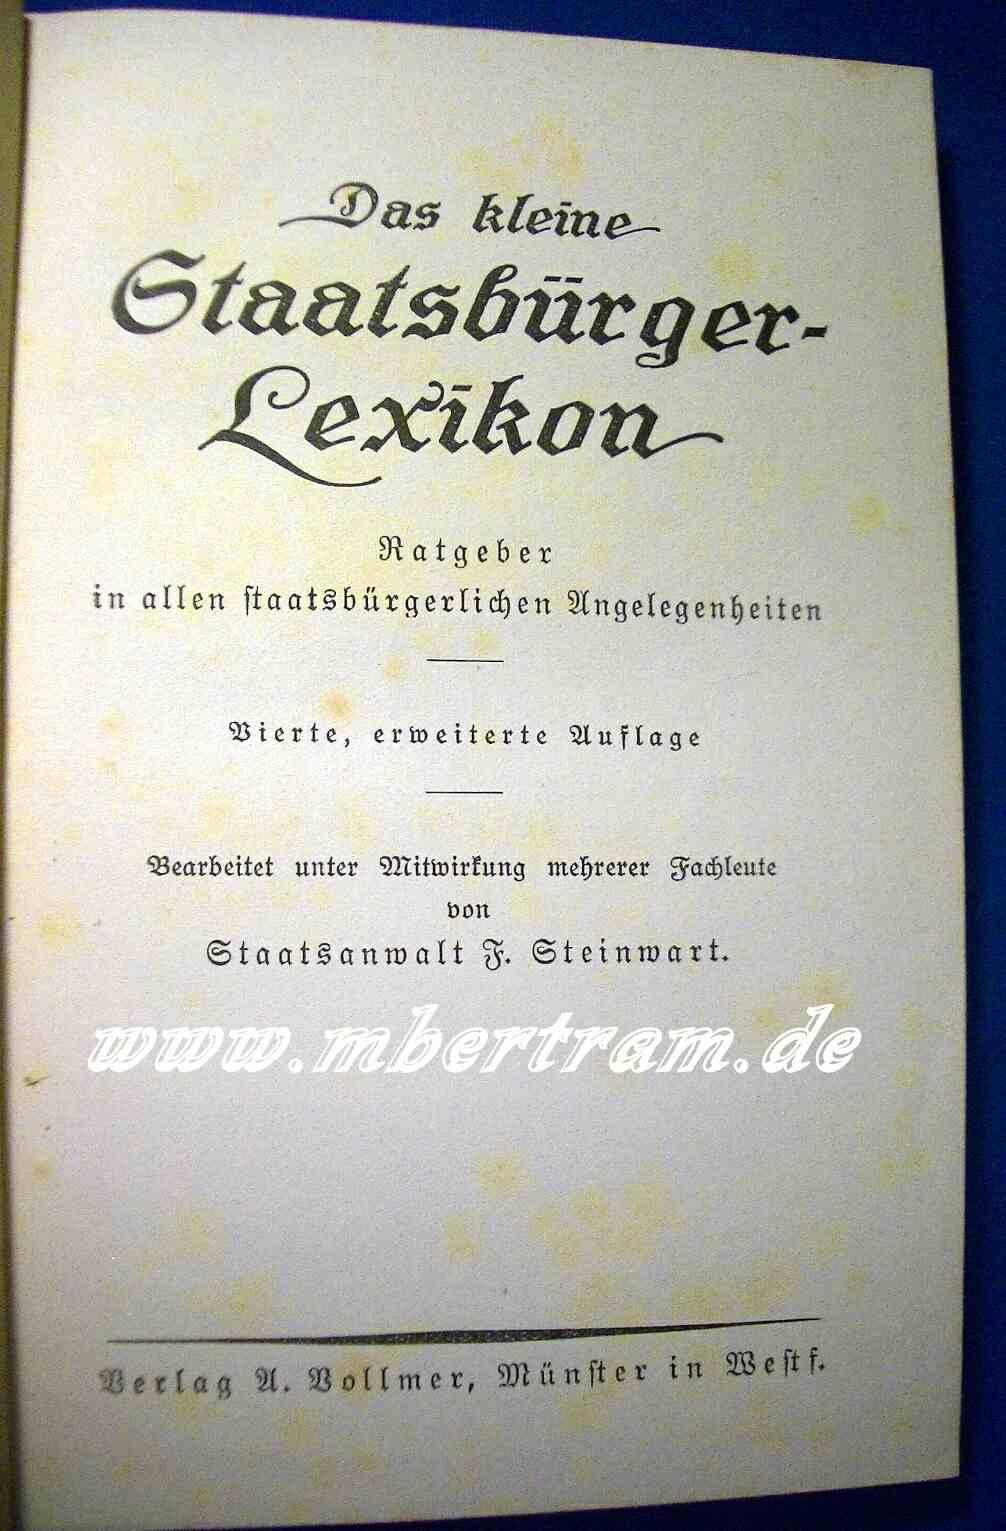 Das kleine
Staatsbürger-
Lexikon
Ratgeber
in allen staatsbürgerlichen Angelegenheiten
Vierte, erweiterte Auflage
Bearbeitet unter Mitwirkung mehrerer Fachleute
von
Staatsanwalt F. Steinwart.
www.mbertram.de
Verlag A. Vollmer, Münster in Westf.